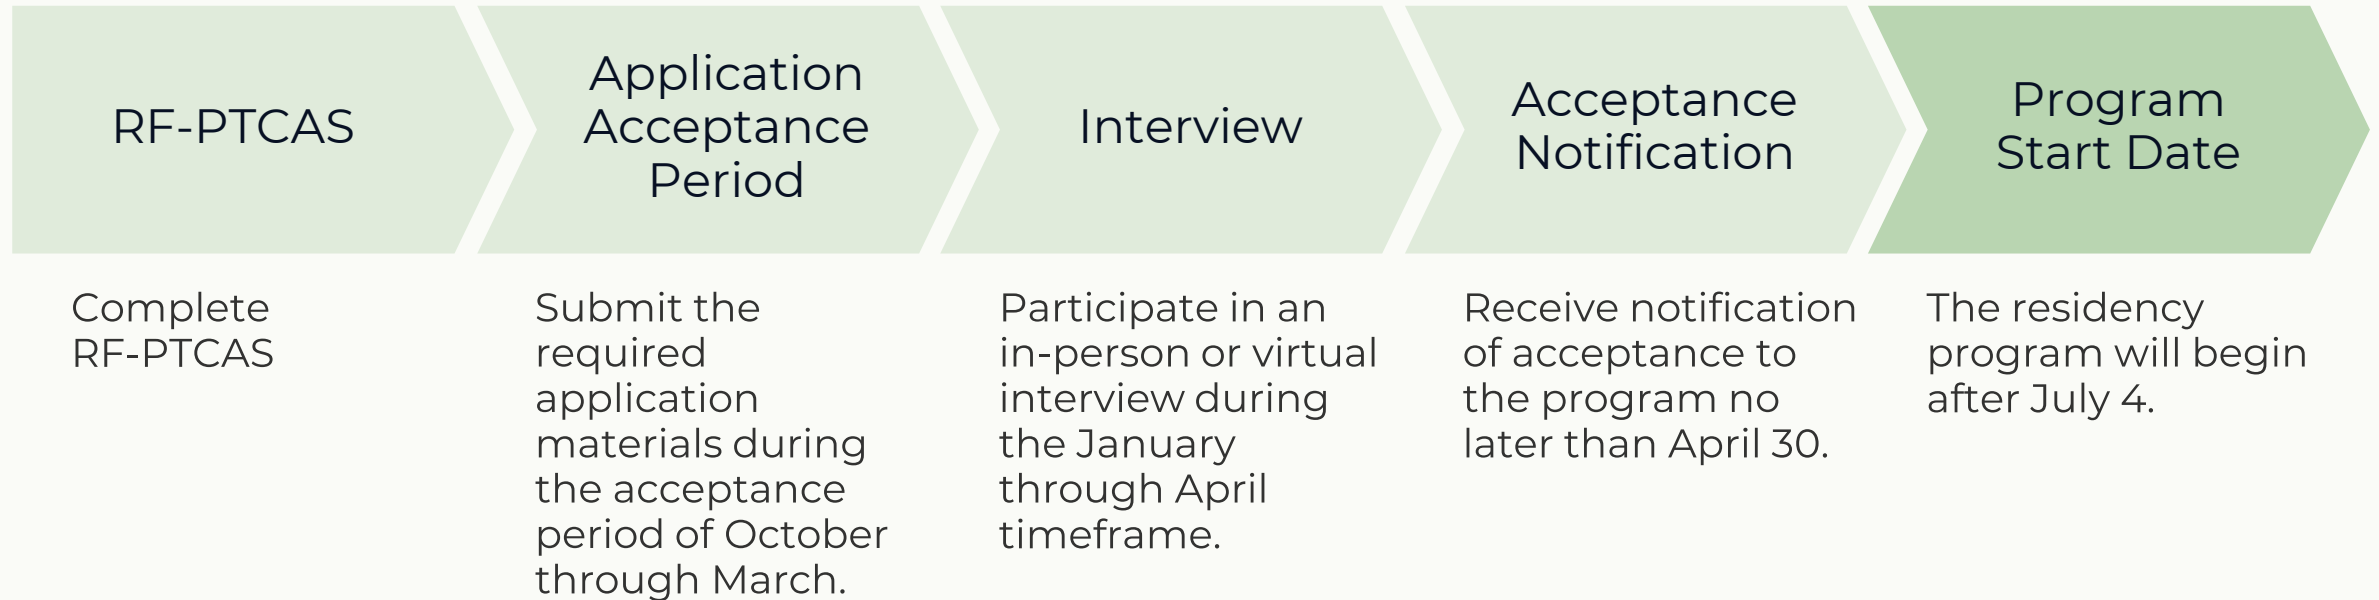 RF-PTCAS
Application
Acceptance
Period
Interview
Acceptance
Notification
Program
Start Date
Complete
RF-PTCAS
Submit the
required
application
materials during
the acceptance
period of October
through March.
Participate in an
in-person or virtual
interview during
the January
through April
timeframe.
Receive notification
of acceptance to
the program no
later than April 30.
The residency
program will begin
after July 4.